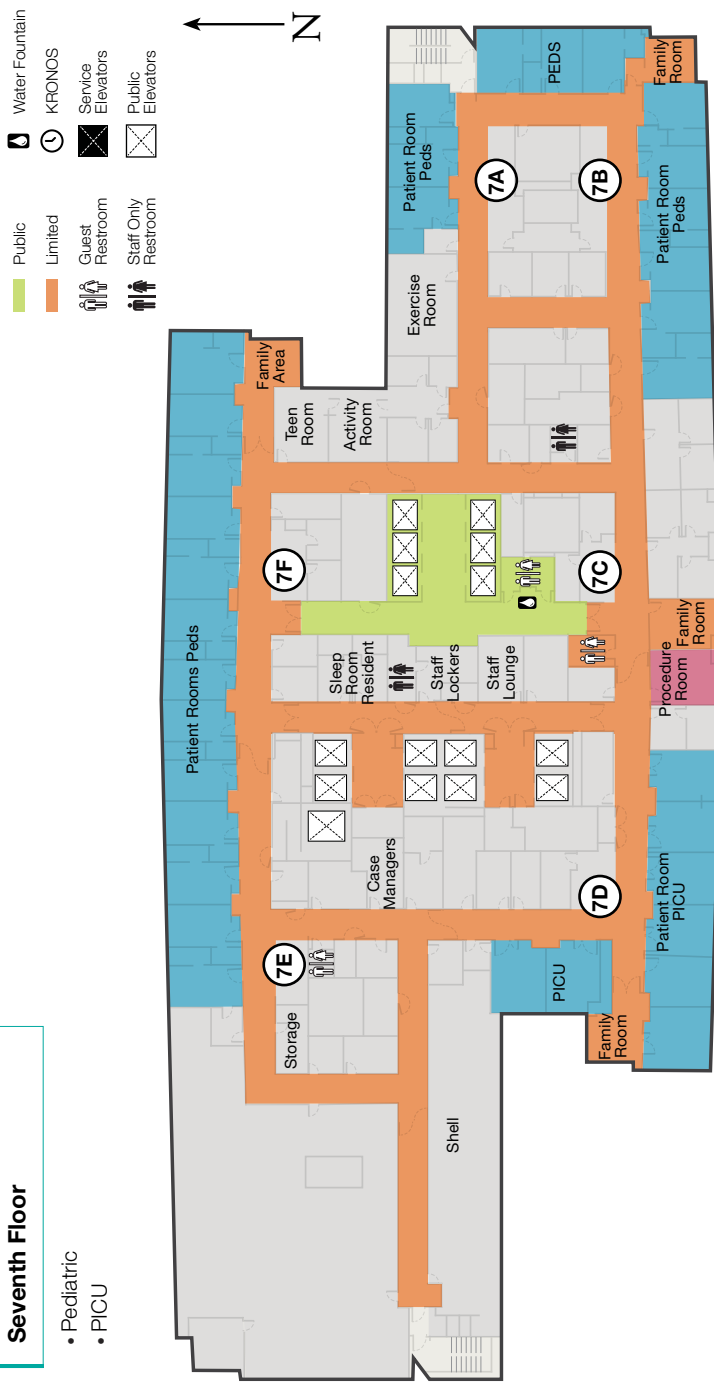 Seventh Floor
• Pediatric
• PICU
Public
Limited
Guest
Restroom
Staff Only
Restroom
Water Fountain
KRONOS
Service
Elevators
Public
Elevators
N
Patient Rooms Peds
Family
Area
Teen
Room
Activity
Room
Exercise
Room
Patient Room
Peds
PEDS
Family
Room
7A
7B
Patient Room
Peds
7F
7C
Sleep
Room
Resident
Staff
Lockers
Staff
Lounge
Family
Room
Procedure
Room
Case
Managers
7E
7D
Storage
PICU
Patient Room
PICU
Family
Room
Shell